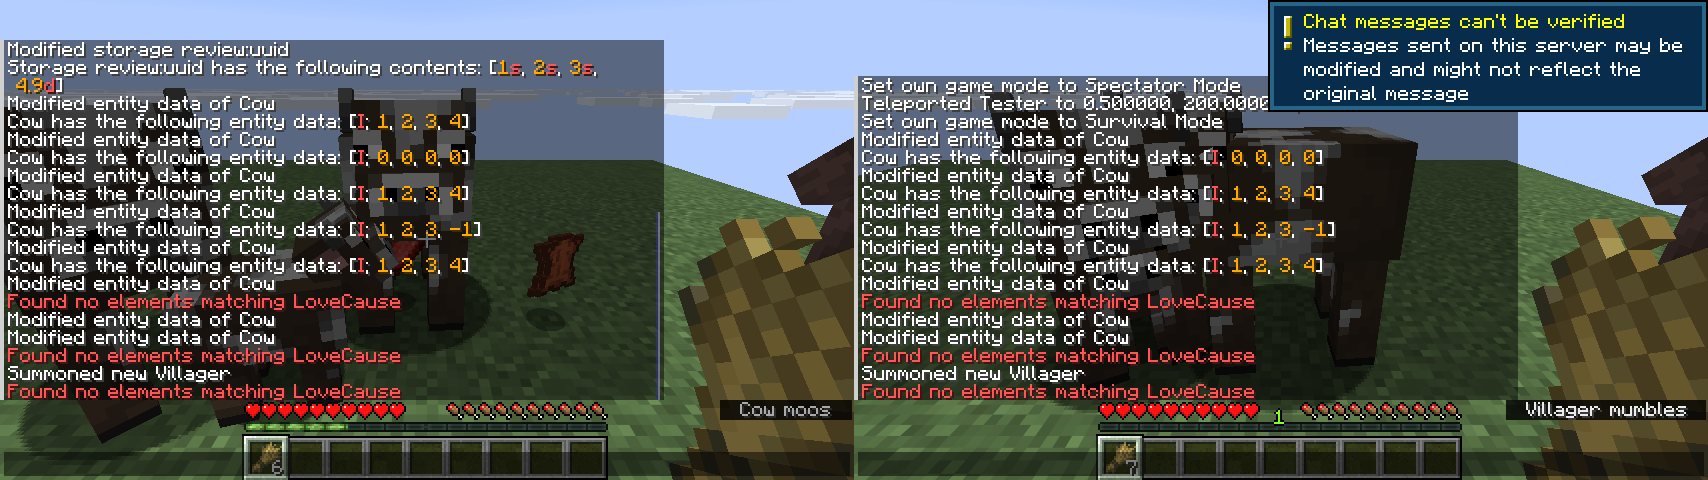 Modified storage review:uuid
Storage review:uuid has the following contents: [1s, 2s, 3s,
4.9d]
Modified entity data of Cow
Cow has the following entity data: [I; 1, 2, 3, 4]
Modified entity data of Cow
Cow has the following entity data: [I; 0, 0, 0, 0]
Modified entity data of Cow
Cow has the following entity data: [I; 1, 2, 3, 4]
Modified entity data of Cow
Cow has the following entity data: [I; 1, 2, 3, -1]
Modified entity data of Cow
Cow has the following entity data: [I; 1, 2, 3, 4]
Modified entity data of Cow
Found no elements matching LoveCause
Modified entity data of Cow
Modified entity data of Cow
Found no elements matching LoveCause
Summoned new Villager
Found no elements matching LoveCause
Cow moos
6
Chat messages can't be verified
Messages sent on this server may be
modified and might not reflect the
original message
Set own game mode to Spectator Mode
Teleported Tester to 0.500000, 200.0000
Set own game mode to Survival Mode
Modified entity data of Cow
Cow has the following entity data: [I; 0, 0, 0, 0]
Modified entity data of Cow
Cow has the following entity data: [I; 1, 2, 3, 4]
Modified entity data of Cow
Cow has the following entity data: [I; 1, 2, 3, -1]
Modified entity data of Cow
Cow has the following entity data: [I; 1, 2, 3, 4]
Modified entity data of Cow
Found no elements matching LoveCause
Modified entity data of Cow
Modified entity data of Cow
Found no elements matching LoveCause
Summoned new Villager
Found no elements matching LoveCause
Villager mumbles
1
7